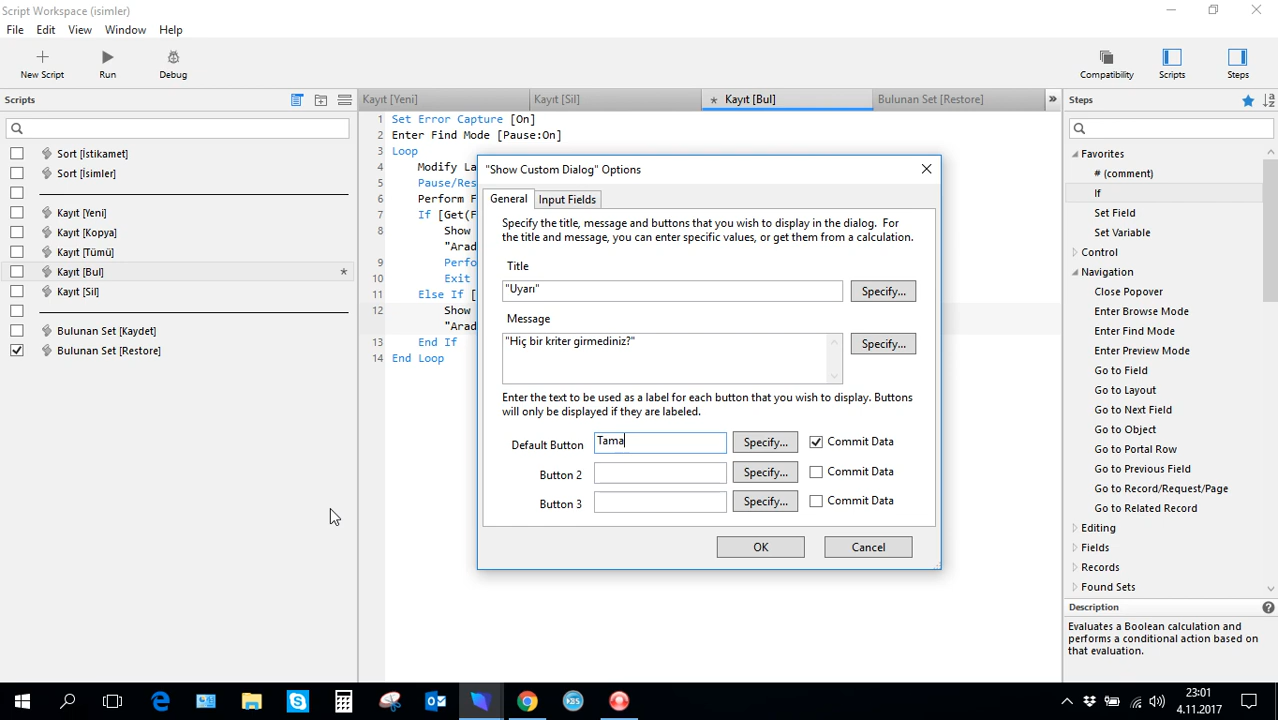 Script Workspace (isimler)
File Edit View Window Help
New Script Run Debug Compatibility Scripts Steps
Scripts
Kayıt [Yeni] Kayıt [Sil] * Kayıt [Bul] Bulunan Set [Restore] »
Steps
Sort [İstikamet]
Sort [İsimler]
Kayıt [Yeni]
Kayıt [Kopya]
Kayıt [Tümü]
Kayıt [Bul] *
Kayıt [Sil]
Bulunan Set [Kaydet]
Bulunan Set [Restore]
1 Set Error Capture [On]
2 Enter Find Mode [Pause:On]
3 Loop
4 Modify La
5 Pause/Res
6 Perform F
7 If [Get(F
8 Show
"Arad
9 Perfo
10 Exit
11 Else If [
12 Show
"Arad
13 End If
14 End Loop
"Show Custom Dialog" Options
General Input Fields
Specify the title, message and buttons that you wish to display in the dialog. For
the title and message, you can enter specific values, or get them from a calculation.
Title
"Uyarı" Specify...
Message
"Hiç bir kriter girmediniz?" Specify...
Enter the text to be used as a label for each button that you wish to display. Buttons
will only be displayed if they are labeled.
Default Button Tama Specify... Commit Data
Button 2 Specify... Commit Data
Button 3 Specify... Commit Data
OK Cancel
Favorites
# (comment)
If
Set Field
Set Variable
Control
Navigation
Close Popover
Enter Browse Mode
Enter Find Mode
Enter Preview Mode
Go to Field
Go to Layout
Go to Next Field
Go to Object
Go to Portal Row
Go to Previous Field
Go to Record/Request/Page
Go to Related Record
Editing
Fields
Records
Found Sets
Description
Evaluates a Boolean calculation and
performs a conditional action based on
that evaluation.
23:01
4.11.2017